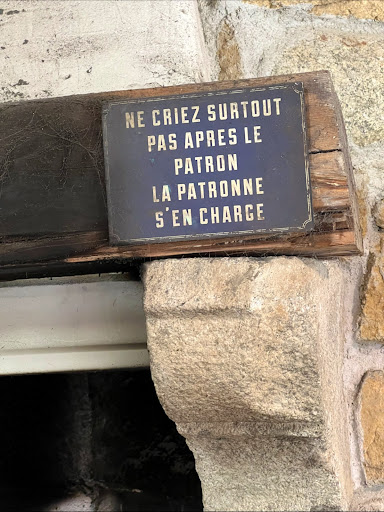 NE CRIEZ SURTOUT
PAS APRES LE
PATRON
LA PATRONNE
S'EN CHARGE